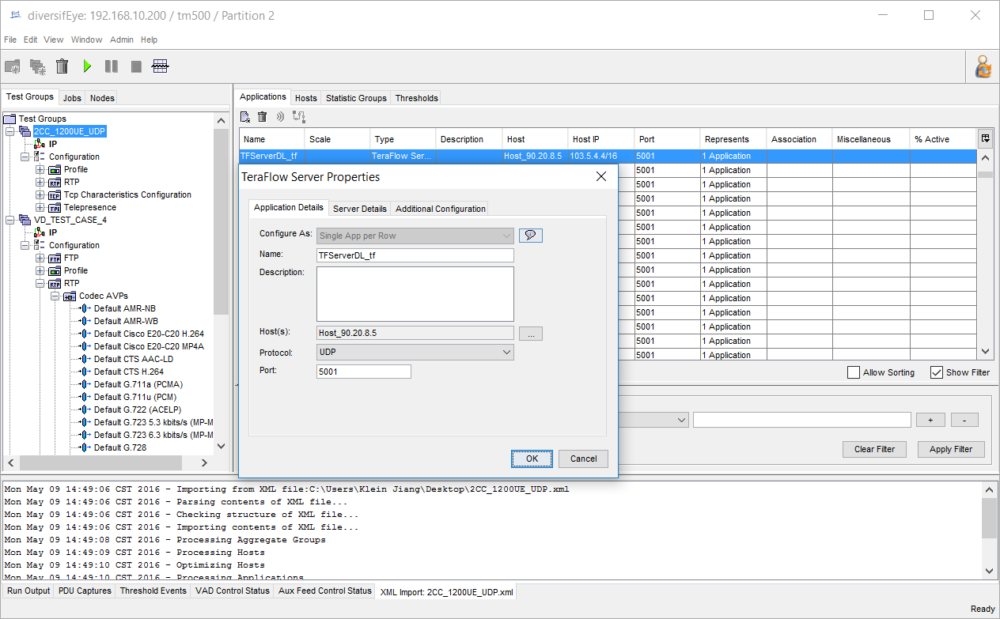 diversifEye: 192.168.10.200 / tm500 / Partition 2
File Edit View Window Admin Help
Test Groups Jobs Nodes
Test Groups
2CC_1200UE_UDP
IP
Configuration
Profile
RTP
Tcp Characteristics Configuration
Telepresence
VD_TEST_CASE_4
IP
Configuration
FTP
Profile
RTP
Codec AVPs
Default AMR-NB
Default AMR-WB
Default Cisco E20-C20 H.264
Default Cisco E20-C20 MP4A
Default CTS AAC-LD
Default CTS H.264
Default G.711a (PCMA)
Default G.711u (PCM)
Default G.722 (ACELP)
Default G.723 5.3 kbits/s (MP-M
Default G.723 6.3 kbits/s (MP-M
Default G.728
Applications Hosts Statistic Groups Thresholds
Name Scale Type Description Host Host IP Port Represents Association Miscellaneous % Active
TFServerDL_tf TeraFlow Ser... Host_90.20.8.5 103.5.4.4/16 5001 1 Application
5001 1 Application
5001 1 Application
5001 1 Application
5001 1 Application
5001 1 Application
5001 1 Application
5001 1 Application
5001 1 Application
5001 1 Application
5001 1 Application
5001 1 Application
5001 1 Application
5001 1 Application
5001 1 Application
TeraFlow Server Properties
Application Details Server Details Additional Configuration
Configure As: Single App per Row
Name: TFServerDL_tf
Description:
Host(s): Host_90.20.8.5 ...
Protocol: UDP
Port: 5001
OK Cancel
Allow Sorting Show Filter
+ -
Clear Filter Apply Filter
Mon May 09 14:49:06 CST 2016 - Importing from XML file:C:\Users\Klein Jiang\Desktop\2CC_1200UE_UDP.xml
Mon May 09 14:49:06 CST 2016 - Parsing contents of XML file...
Mon May 09 14:49:06 CST 2016 - Checking structure of XML file...
Mon May 09 14:49:06 CST 2016 - Importing contents of XML file...
Mon May 09 14:49:08 CST 2016 - Processing Aggregate Groups
Mon May 09 14:49:09 CST 2016 - Processing Hosts
Mon May 09 14:49:10 CST 2016 - Optimizing Hosts
Mon May 09 14:49:10 CST 2016 - Processing Applications
Run Output PDU Captures Threshold Events VAD Control Status Aux Feed Control Status XML Import: 2CC_1200UE_UDP.xml
Ready